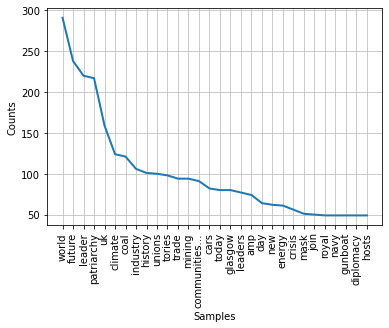 300
250
200
150
100
50
Counts
world
future
leader
patriarchy
uk
climate
coal
industry
history
unions
tories
trade
mining
communities...
cars
today
glasgow
leaders
amp
day
new
energy
crisis
mask
join
royal
navy
gunboat
diplomacy
hosts
Samples